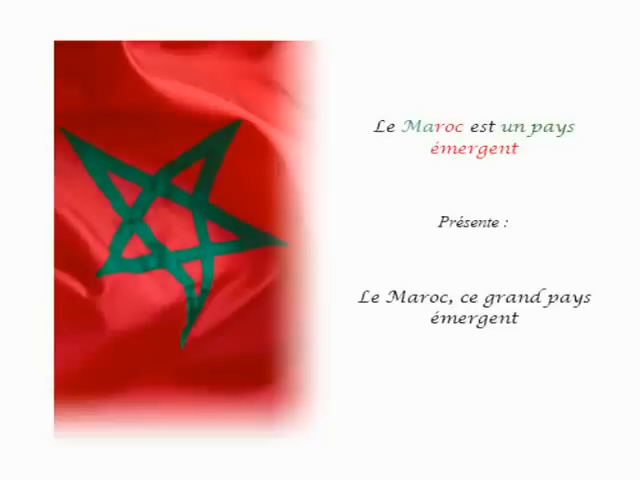 Le Maroc est un pays
émergent
Présente :
Le Maroc, ce grand pays
émergent